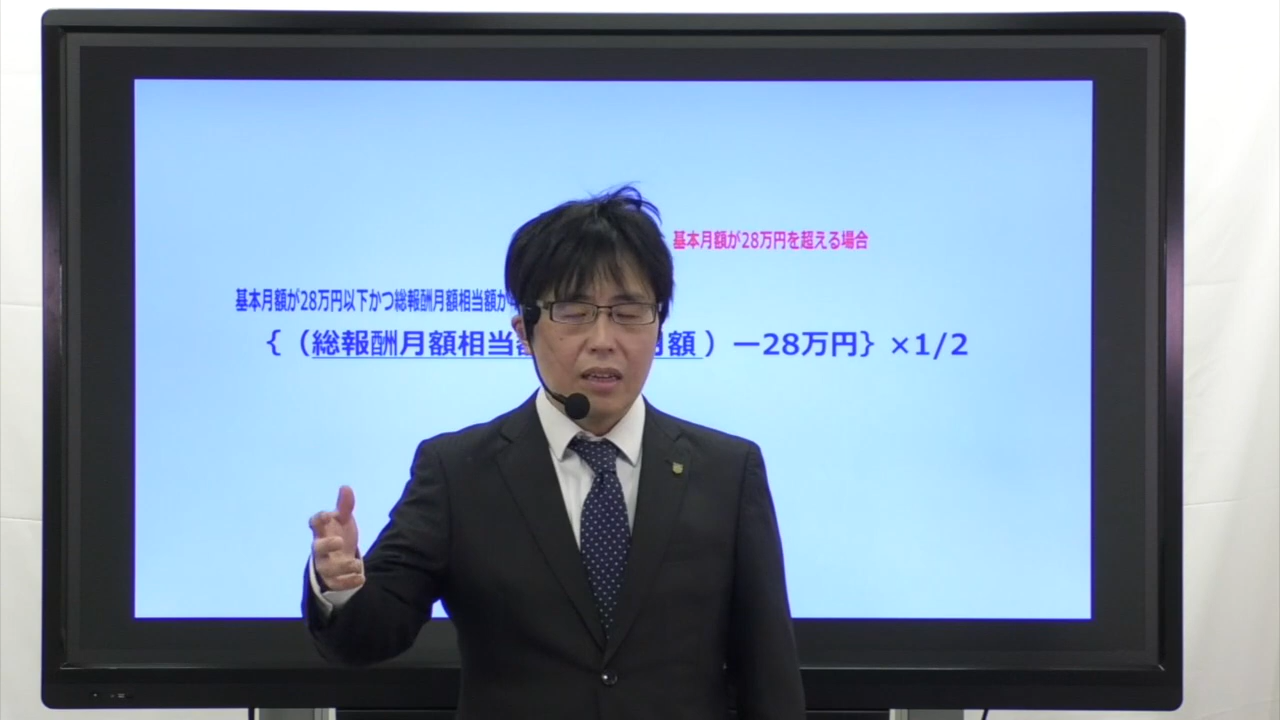 基本月額が28万円を超える場合
基本月額が28万円以下かつ総報酬月額相当額が
｛（総報酬月額相当 月額）－28万円｝×1/2